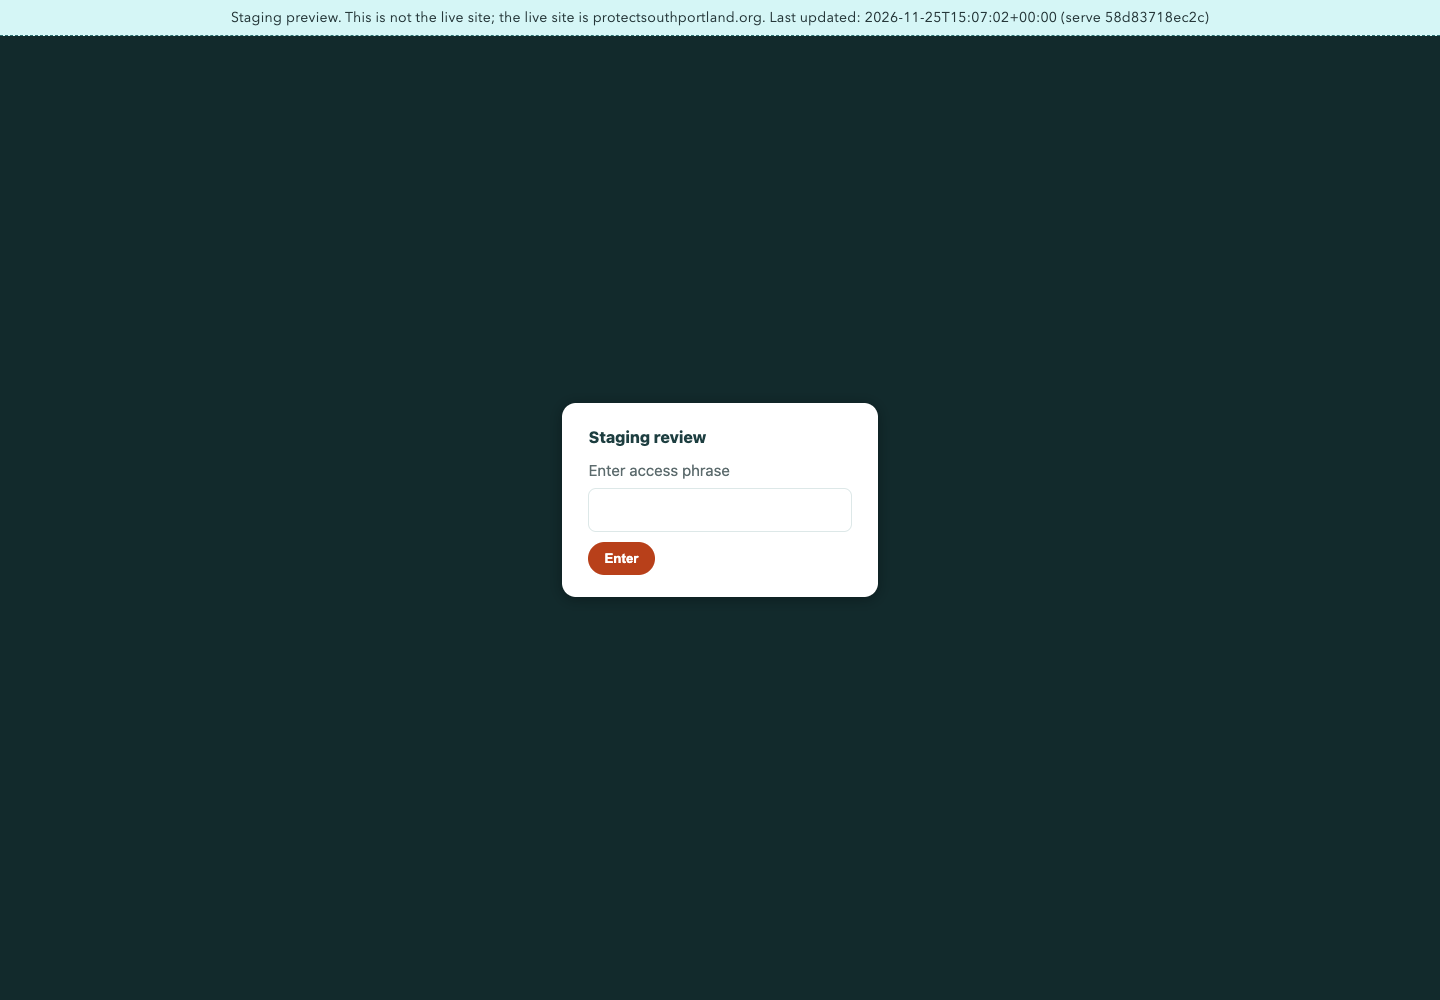 Staging preview. This is not the live site; the live site is protectsouthportland.org. Last updated: 2026-11-25T15:07:02+00:00 (serve 58d83718ec2c)
Staging review
Enter access phrase
Enter